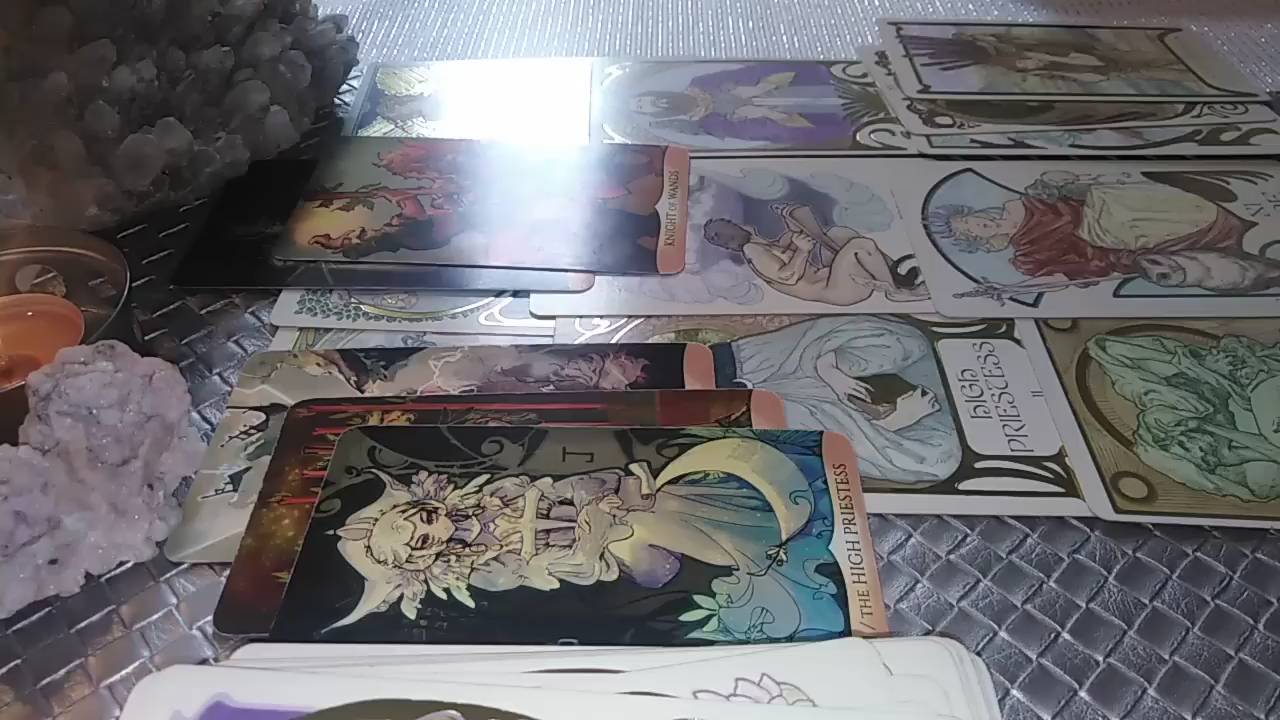 KNIGHT OF WANDS
HIGH
PRIESTESS
II
J
/ THE HIGH PRIESTESS